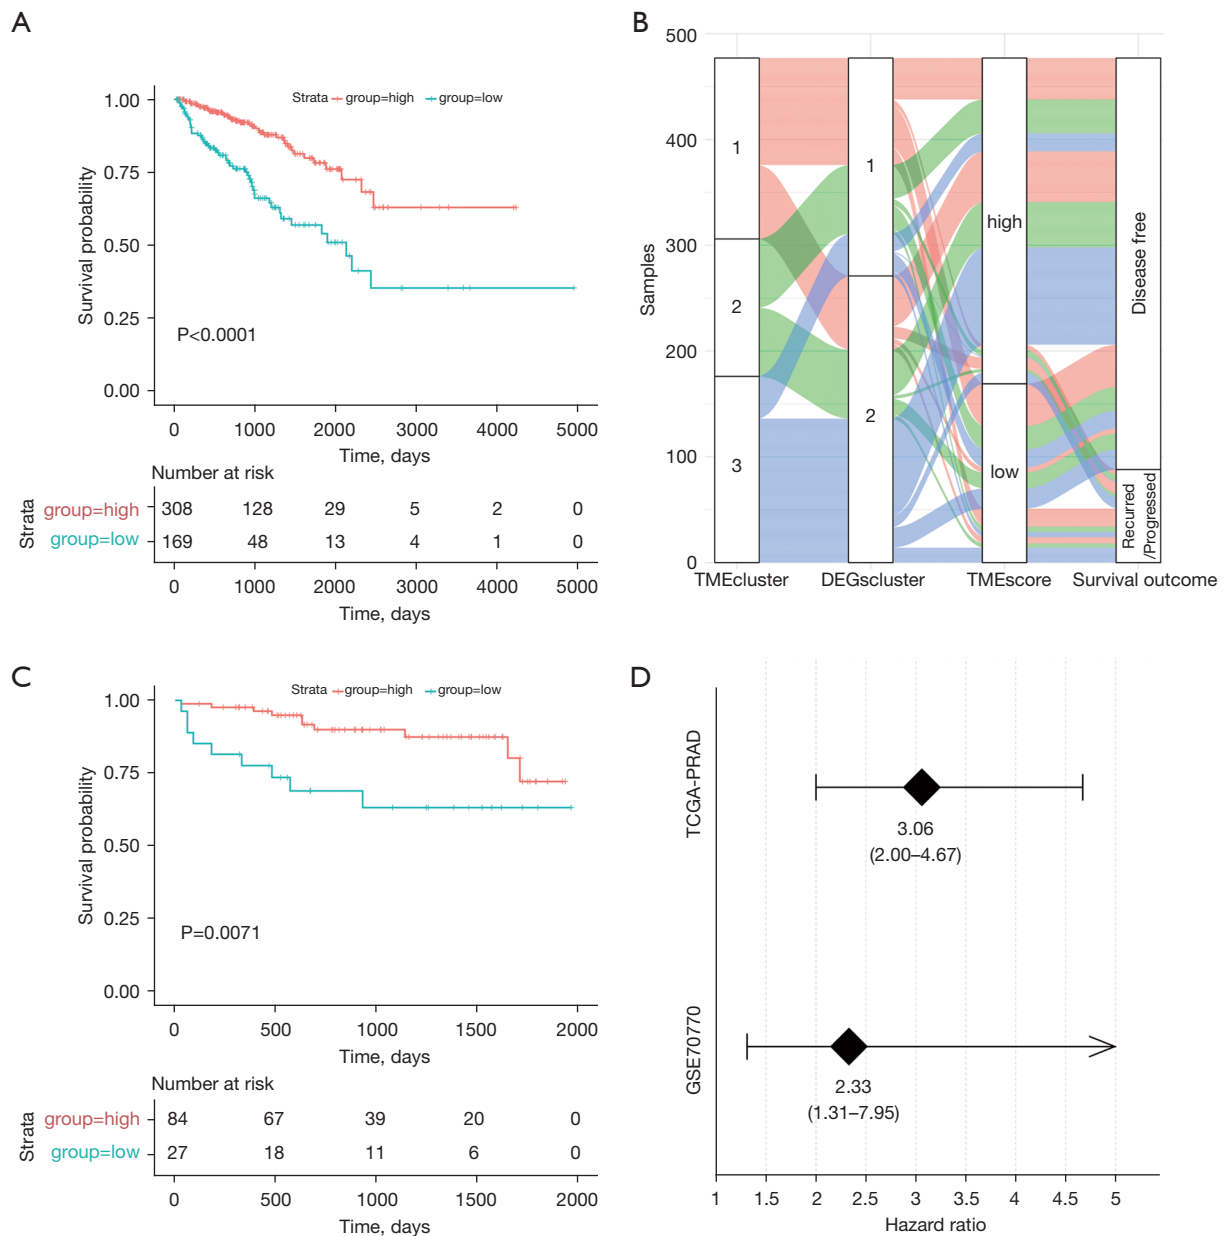 A
Strata group=high group=low
1.00
0.75
0.50
0.25
0.00
Survival probability
P<0.0001
0 1000 2000 3000 4000 5000
Time, days
Number at risk
Strata
group=high 308 128 29 5 2 0
group=low 169 48 13 4 1 0
0 1000 2000 3000 4000 5000
Time, days
B
500
400
300
200
100
0
Samples
1
2
3
1
2
high
low
Disease free
Recurred
/Progressed
TMEcluster DEGscluster TMEscore Survival outcome
C
Strata group=high group=low
1.00
0.75
0.50
0.25
0.00
Survival probability
P=0.0071
0 500 1000 1500 2000
Time, days
Number at risk
Strata
group=high 84 67 39 20 0
group=low 27 18 11 6 0
0 500 1000 1500 2000
Time, days
D
TCGA-PRAD
3.06
(2.00–4.67)
GSE70770
2.33
(1.31–7.95)
1 1.5 2 2.5 3 3.5 4 4.5 5
Hazard ratio